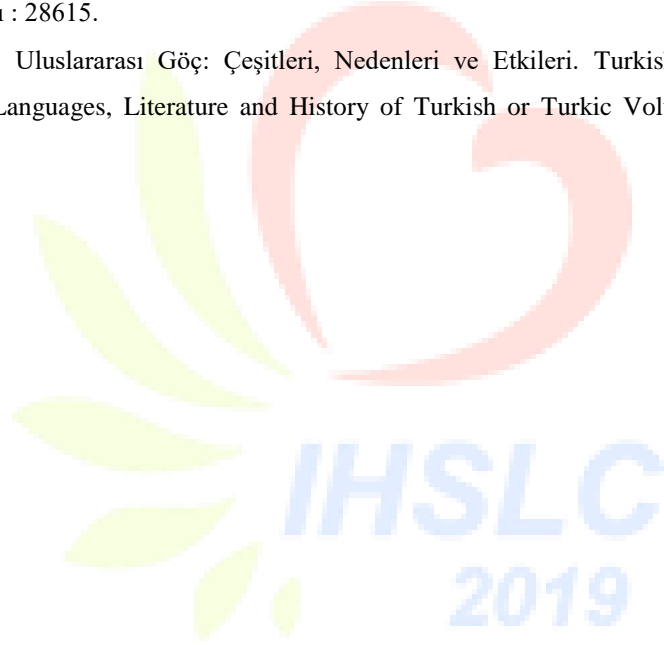 : 28615.
Uluslararası Göç: Çeşitleri, Nedenleri ve Etkileri. Turkis
Languages, Literature and History of Turkish or Turkic Vol
IHSLC
2019